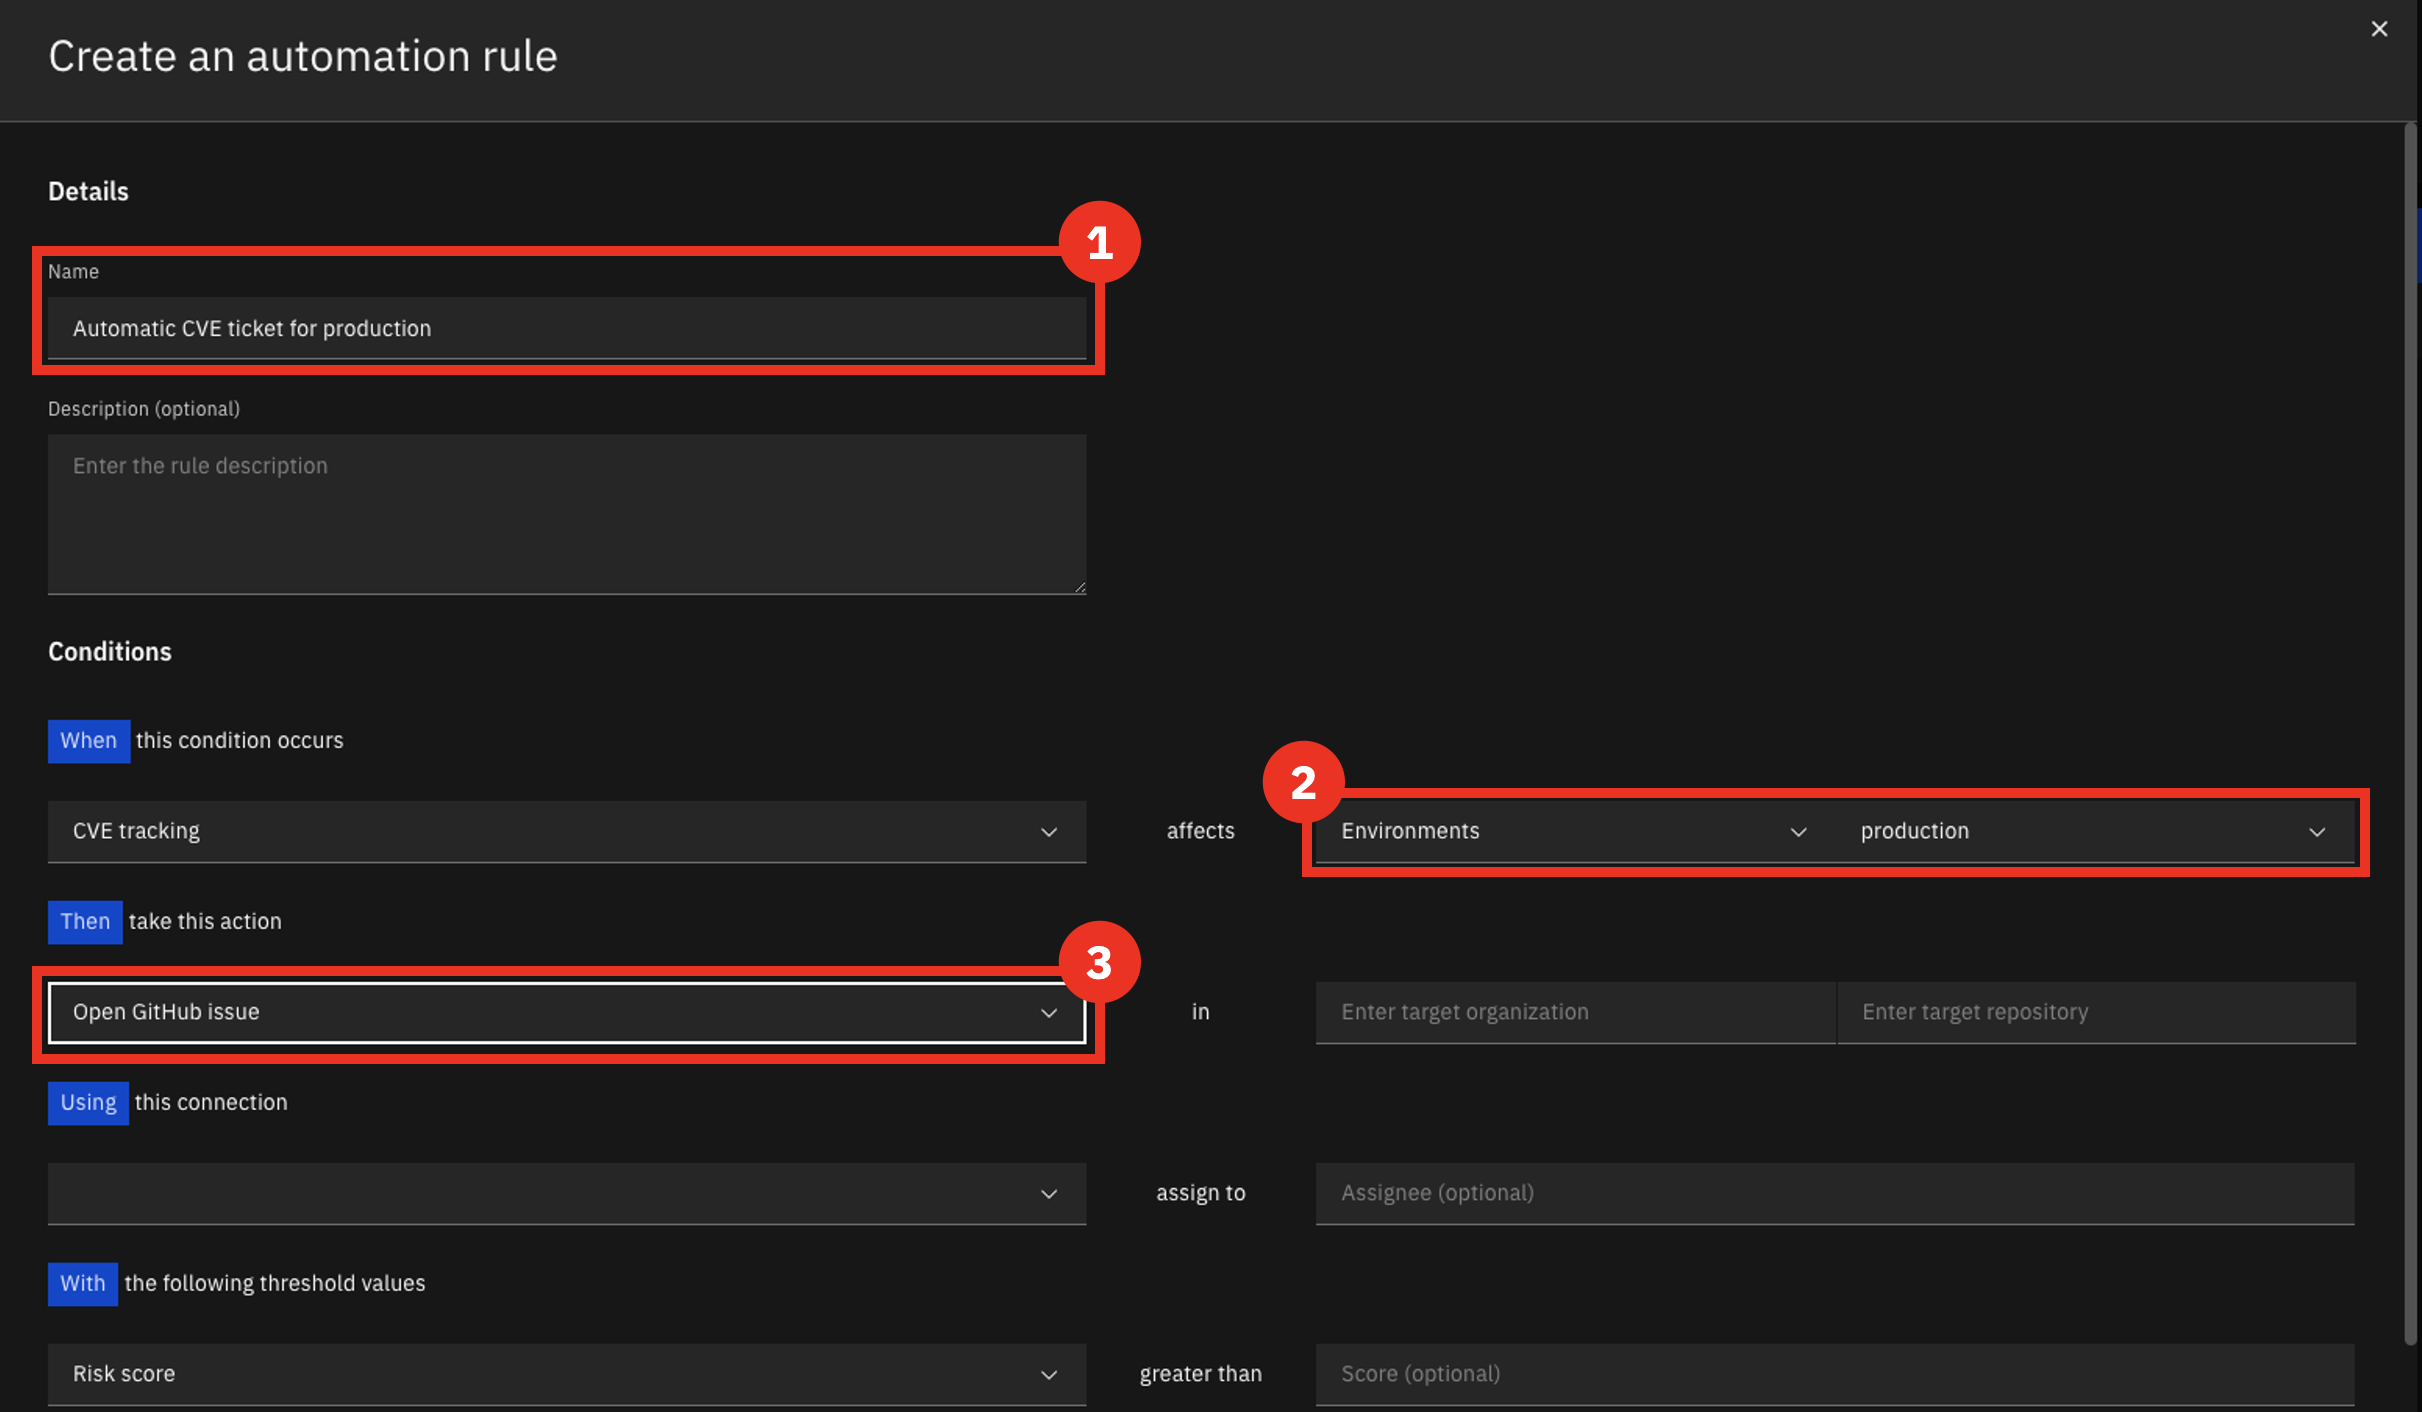 Create an automation rule
Details
1
Name
Automatic CVE ticket for production
Description (optional)
Enter the rule description
Conditions
When this condition occurs
2
CVE tracking affects Environments production
Then take this action
3
Open GitHub issue in Enter target organization Enter target repository
Using this connection
assign to Assignee (optional)
With the following threshold values
Risk score greater than Score (optional)